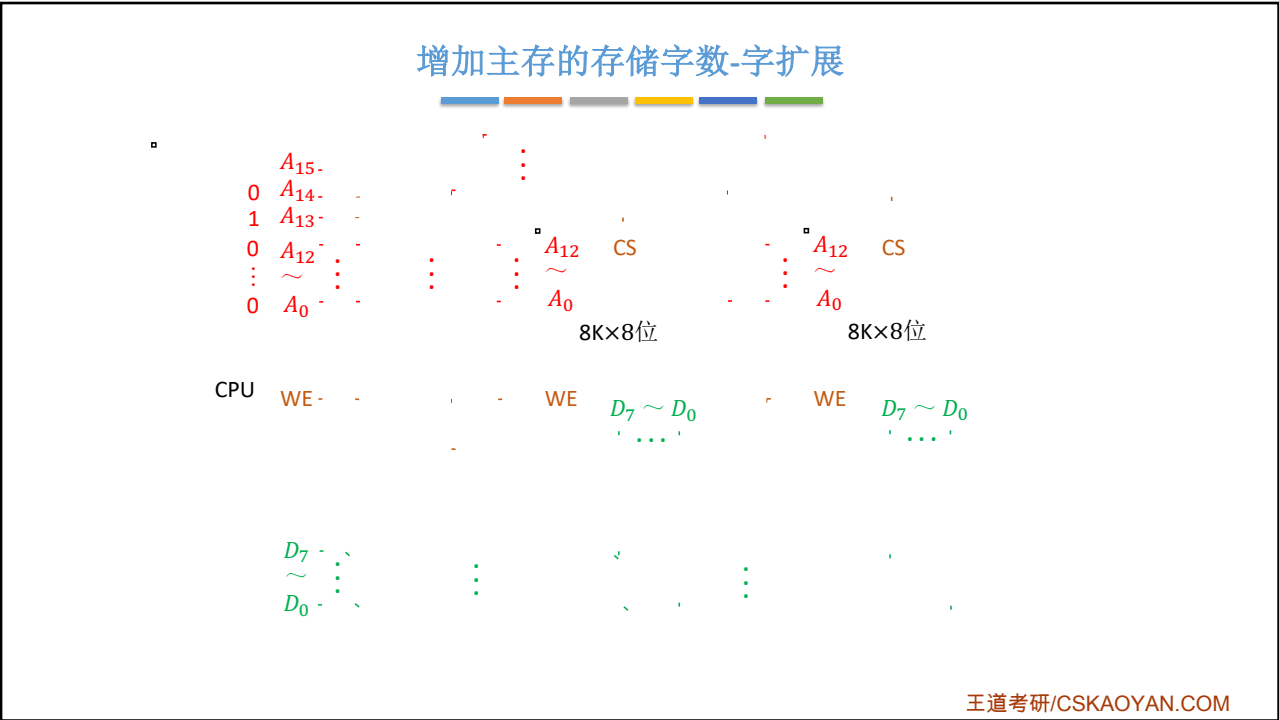 增加主存的存储字数-字扩展
A15
0 A14
1 A13
0 A12 A12 CS A12 CS
⋮ ～ ～ ～
0 A0 A0 A0
8K×8位 8K×8位
CPU WE WE WE
D7 ～ D0 D7 ～ D0
… …
D7
～
D0
王道考研/CSKAOYAN.COM